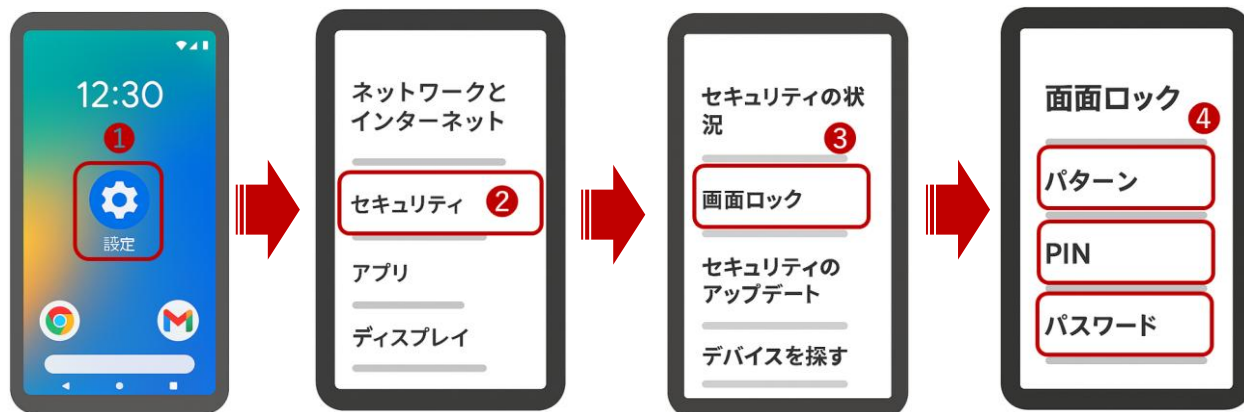 12:30
1
設定
ネットワークと
インターネット
セキュリティ 2
アプリ
ディスプレイ
セキュリティの状
況
3
画面ロック
セキュリティの
アップデート
デバイスを探す
面面ロック
4
パターン
PIN
パスワード